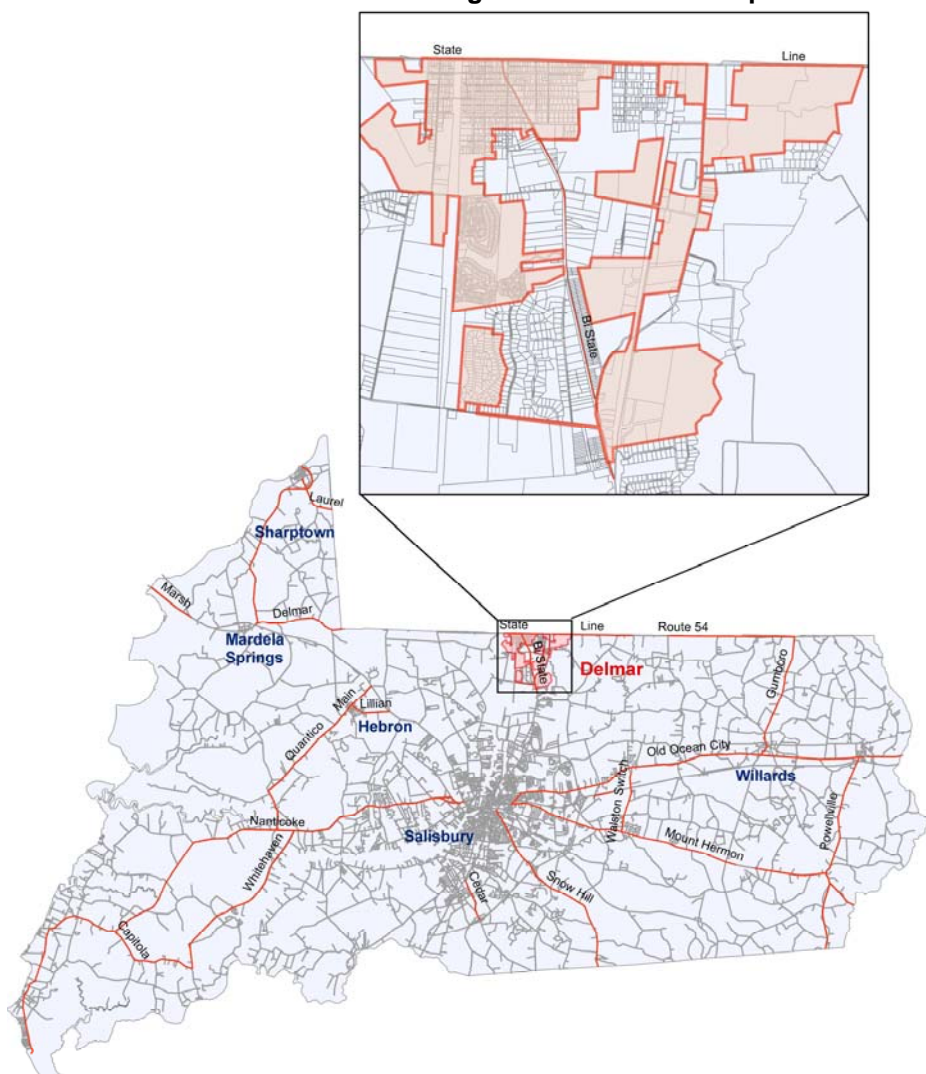 State
Line
Bi State
Laurel
Sharptown
Marsh
Delmar
Mardela
Springs
State
Line
Route 54
Bi State
Delmar
Gumboro
Main
Lillian
Hebron
Quantico
Old Ocean City
Willards
Walston Switch
Nanticoke
Salisbury
Whitehaven
Mount Hermon
Powellville
Cedar
Snow Hill
Capitola